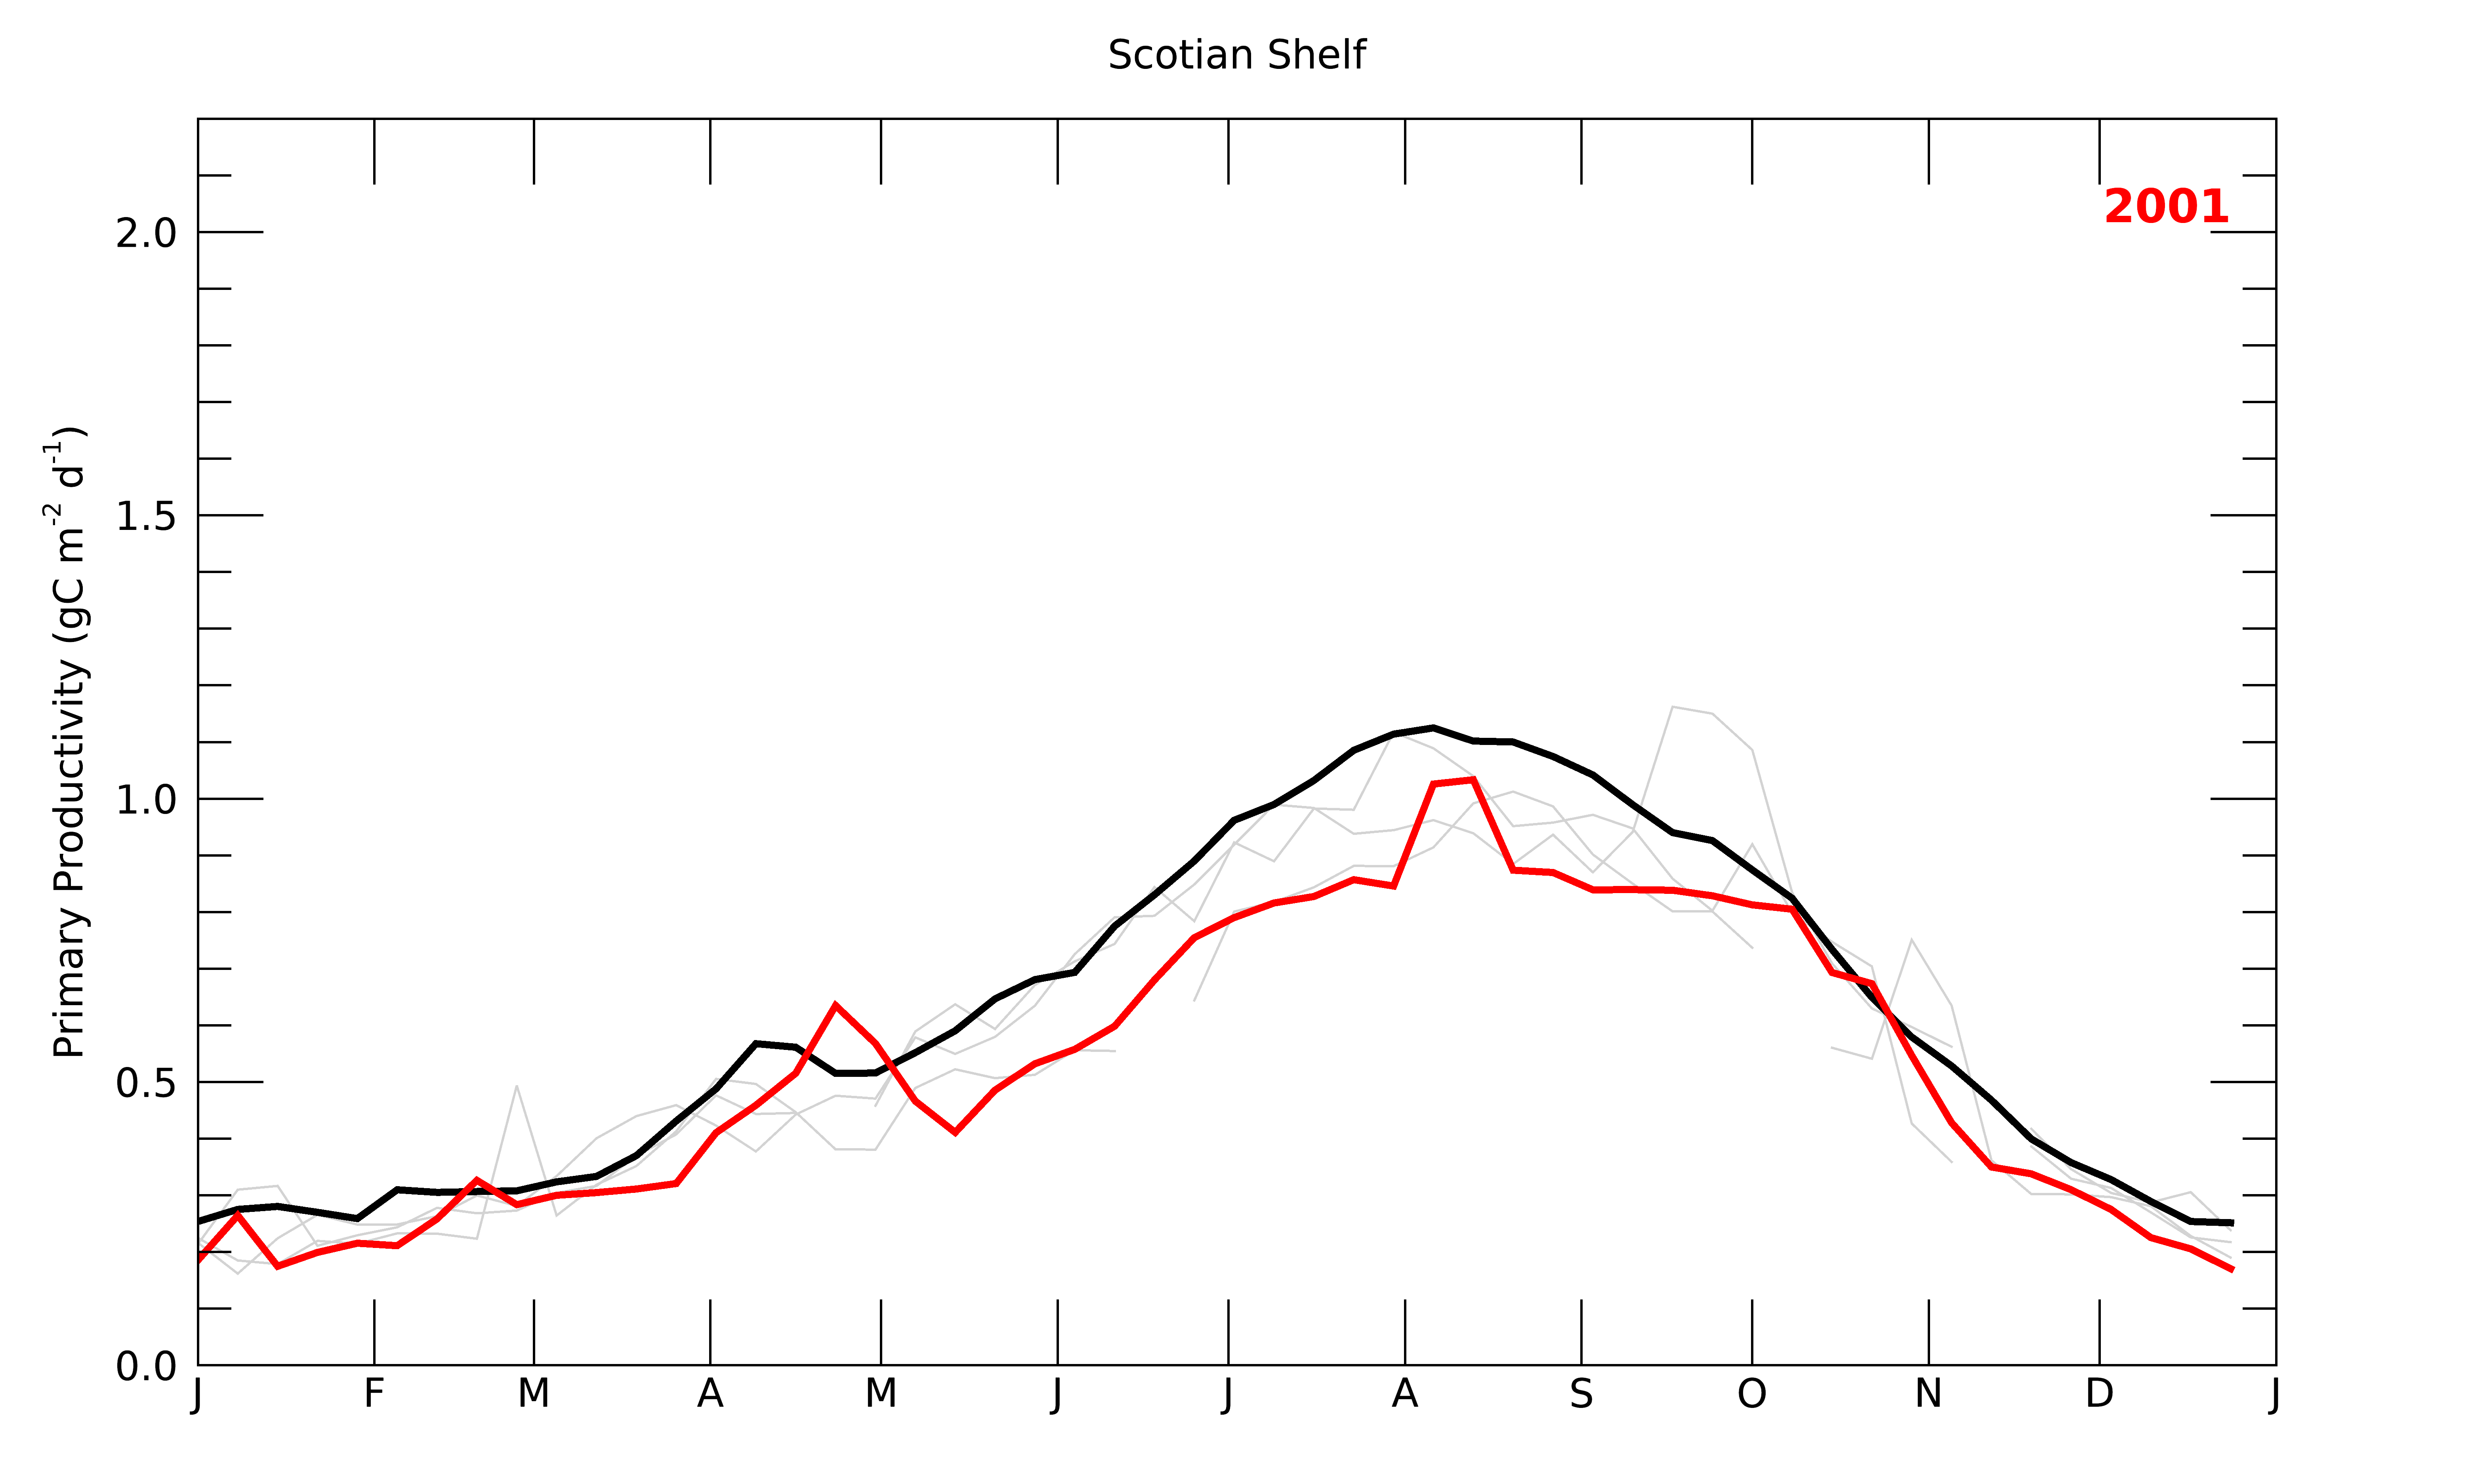 Scotian Shelf
2001
Primary Productivity (gC m⁻² d⁻¹)
2.0
1.5
1.0
0.5
0.0
J F M A M J J A S O N D J